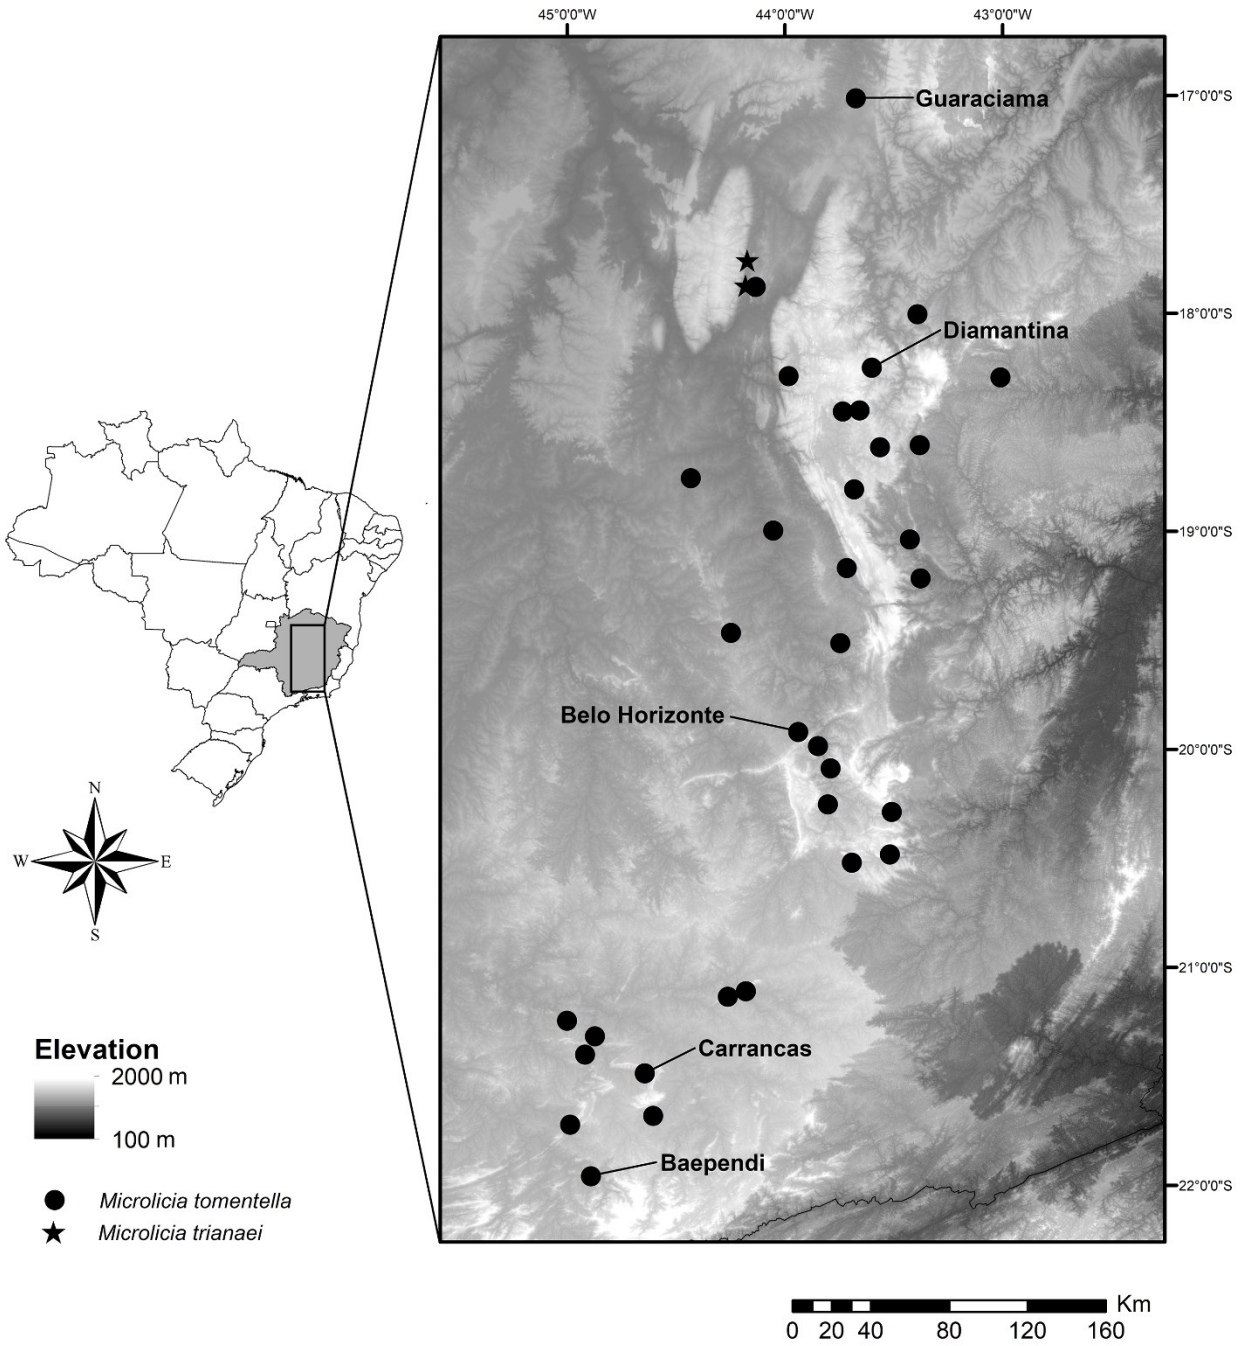 45°0'0"W 44°0'0"W 43°0'0"W
17°0'0"S
Guaraciama
18°0'0"S
Diamantina
19°0'0"S
Belo Horizonte
20°0'0"S
N
W E
S
21°0'0"S
Elevation
2000 m
100 m
Carrancas
Baependi
22°0'0"S
Microlicia tomentella
Microlicia trianaei
Km
0 20 40 80 120 160